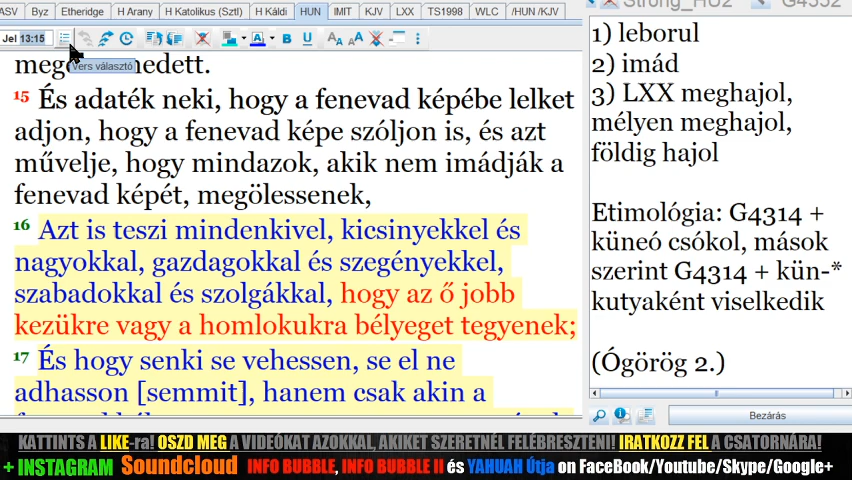 ASV Byz Etheridge H Arany H Katolikus (Sztl) H Káldi HUN IMIT KJV LXX TS1998 WLC /HUN /KJV
Jel 13:15
Vers választó
15 És adaték neki, hogy a fenevad képébe lelket
adjon, hogy a fenevad képe szóljon is, és azt
művelje, hogy mindazok, akik nem imádják a
fenevad képét, megölessenek,
16 Azt is teszi mindenkivel, kicsinyekkel és
nagyokkal, gazdagokkal és szegényekkel,
szabadokkal és szolgákkal, hogy az ő jobb
kezükre vagy a homlokukra bélyeget tegyenek;
17 És hogy senki se vehessen, se el ne
adhasson [semmit], hanem csak akin a
Strong_HU2 G4352
1) leborul
2) imád
3) LXX meghajol,
mélyen meghajol,
földig hajol
Etimológia: G4314 +
küneó csókol, mások
szerint G4314 + kün-*
kutyaként viselkedik
(Ógörög 2.)
Bezárás
KATTINTS A LIKE-ra! OSZD MEG A VIDEÓKAT AZOKKAL, AKIKET SZERETNÉL FELÉBRESZTENI! IRATKOZZ FEL A CSATORNÁRA!
+ INSTAGRAM Soundcloud INFO BUBBLE, INFO BUBBLE II és YAHUAH Útja on FaceBook/Youtube/Skype/Google+